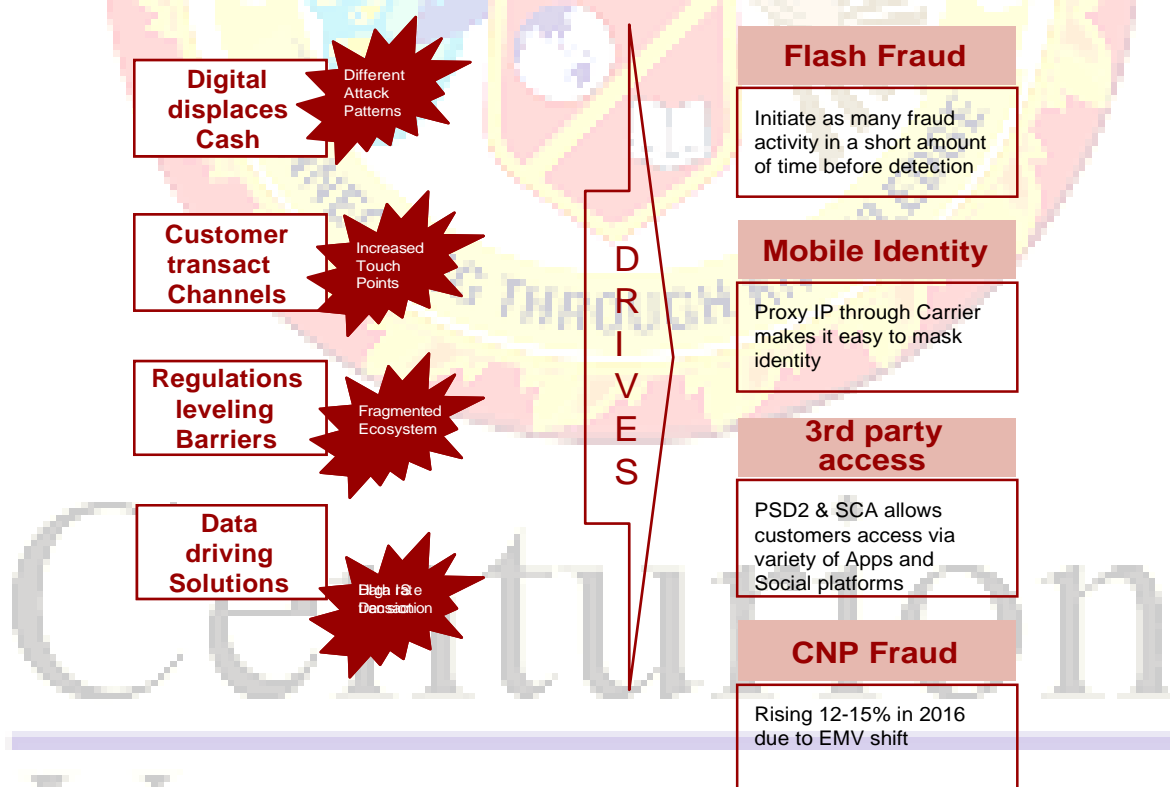 Digital
displaces
Cash
Different
Attack
Patterns
Customer
transact
Channels
Increased
Touch
Points
Regulations
leveling
Barriers
Fragmented
Ecosystem
Data
driving
Solutions
D
R
I
V
E
S
Flash Fraud
Initiate as many fraud
activity in a short amount
of time before detection
Mobile Identity
Proxy IP through Carrier
makes it easy to mask
identity
3rd party
access
PSD2 & SCA allows
customers access via
variety of Apps and
Social platforms
CNP Fraud
Rising 12-15% in 2016
due to EMV shift
THROUGH
Centurion